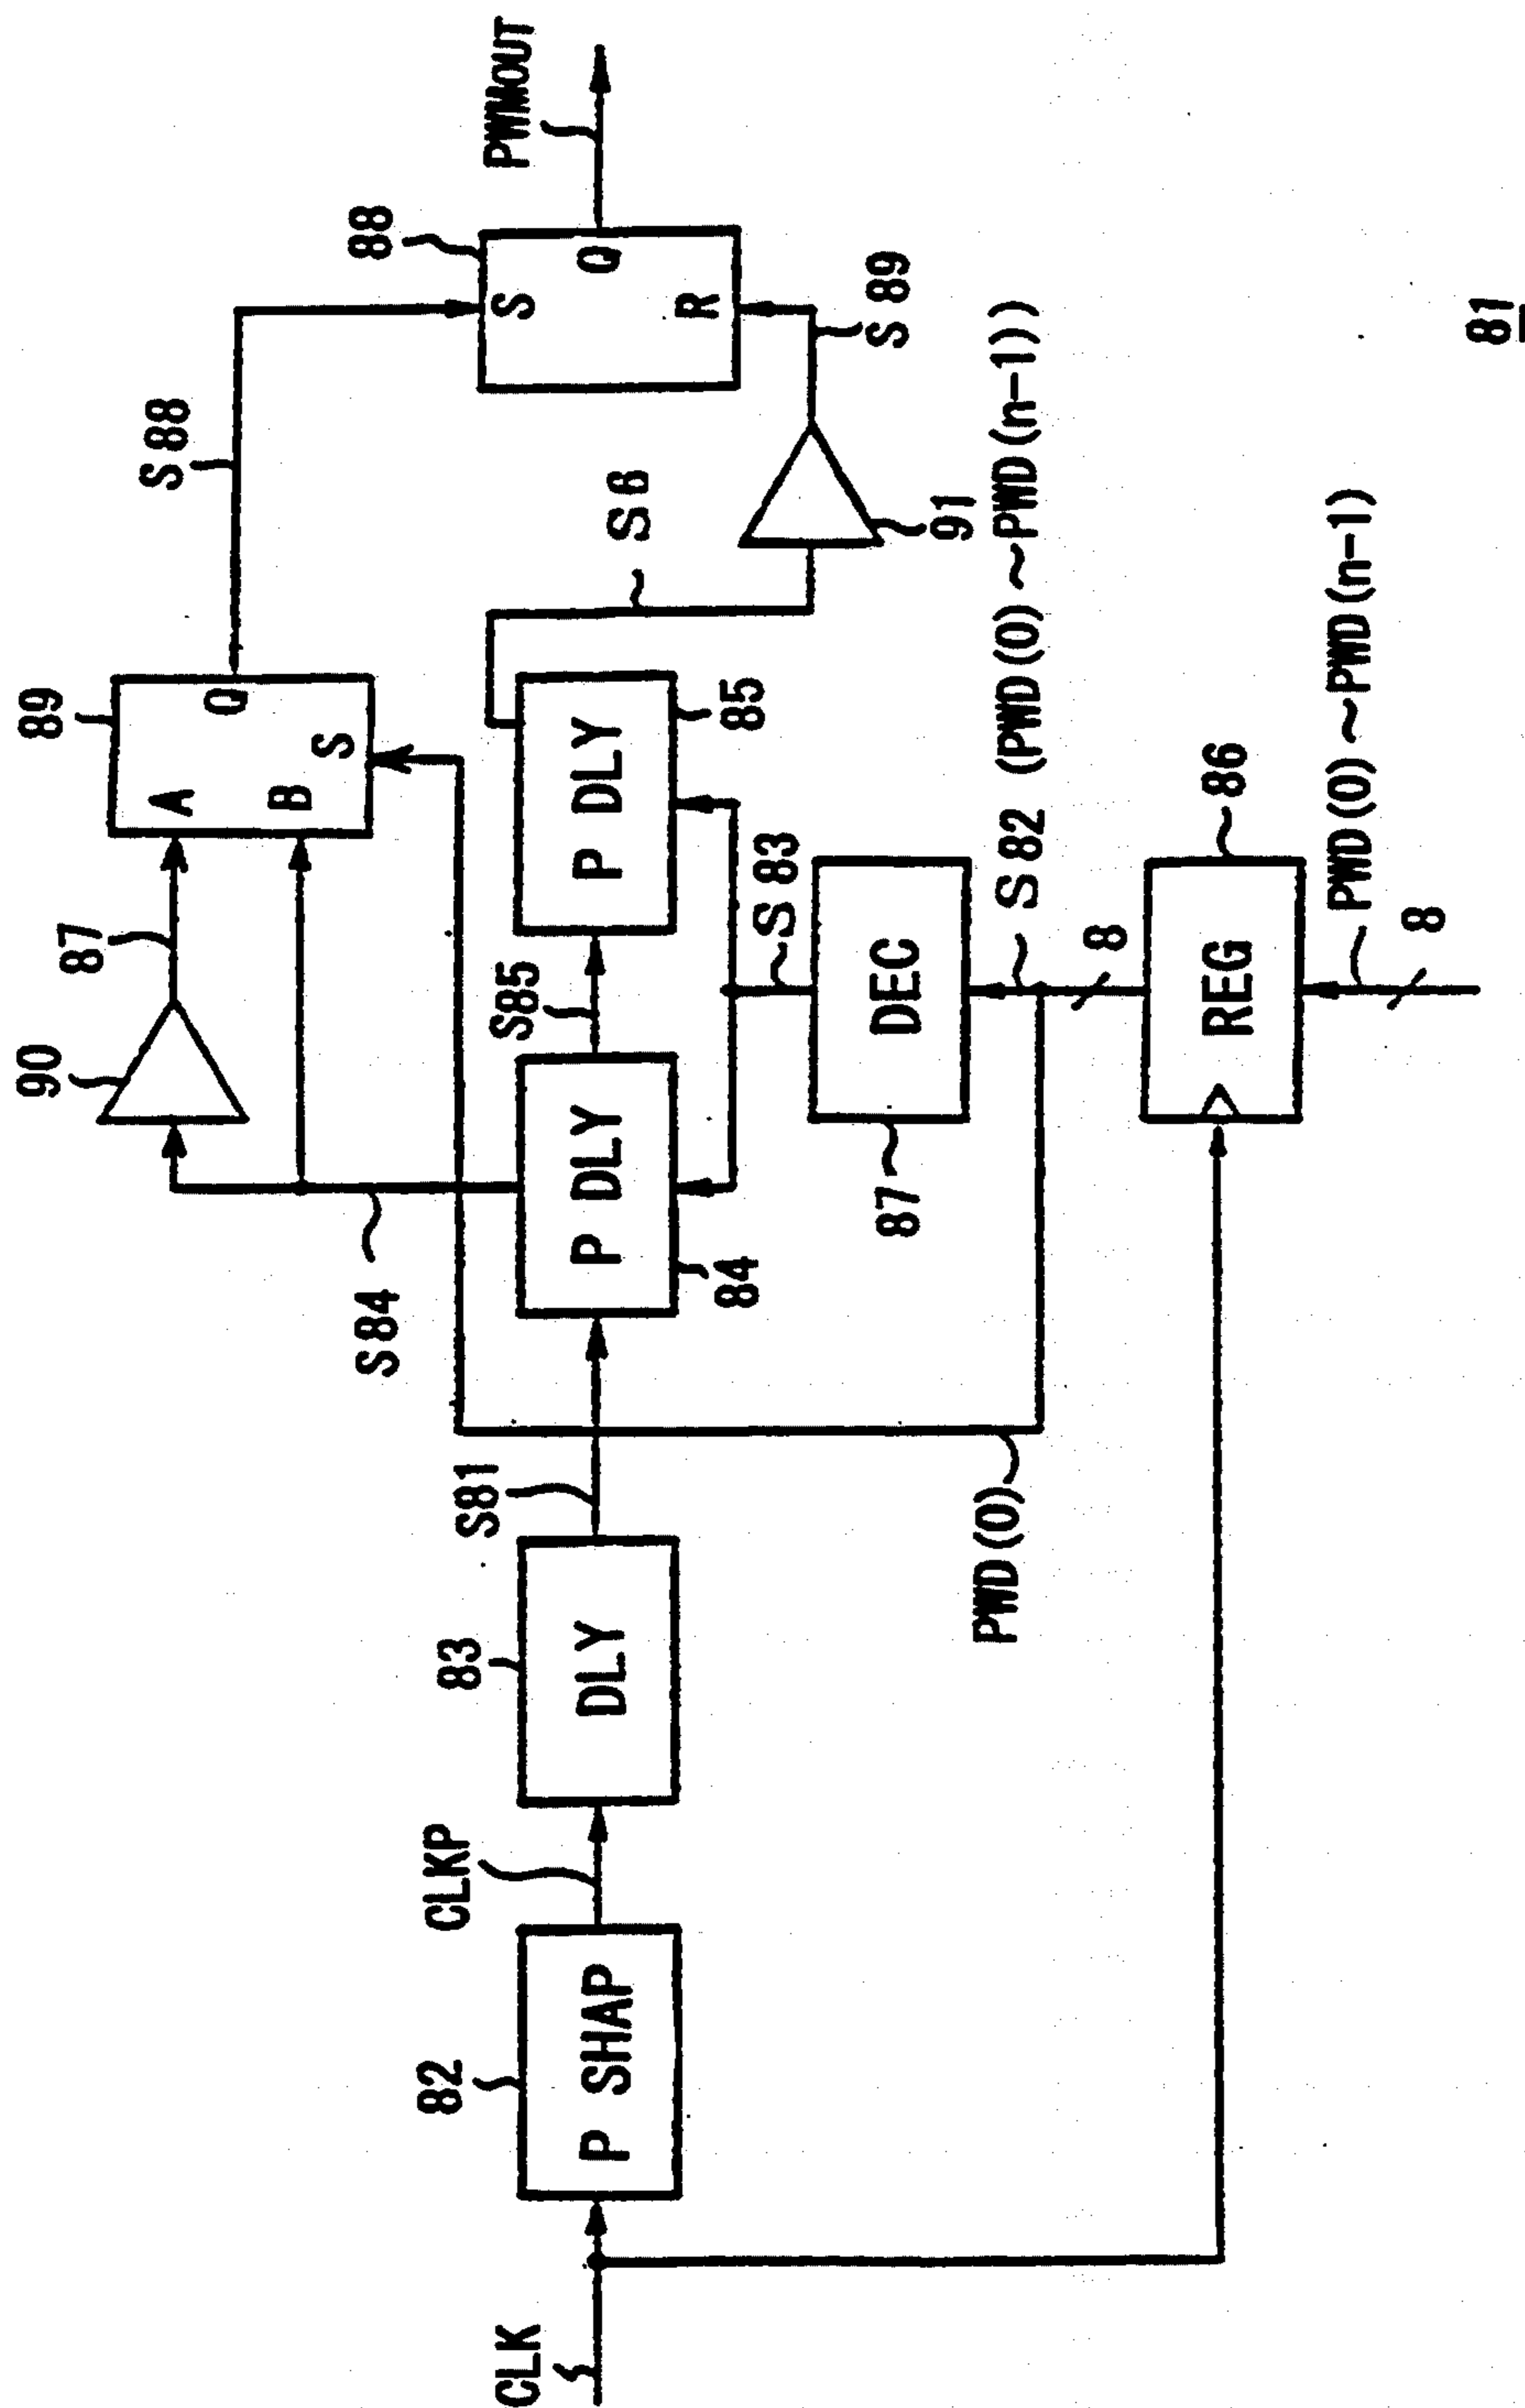 90
89
87
A
B
Q
S
S 88
88
S
Q
R
PWMOUT
S84
S 6
CLK
82
P SHAP
CLKP
83
DLY
S81
P DLY
84
S85
P DLY
85
S 83
91
S 89
DEC
87
PWD(0)
S 82 (PWD(0)~PWD(n-1))
8
REG
86
PWD(0)~PWD(n-1)
8
81